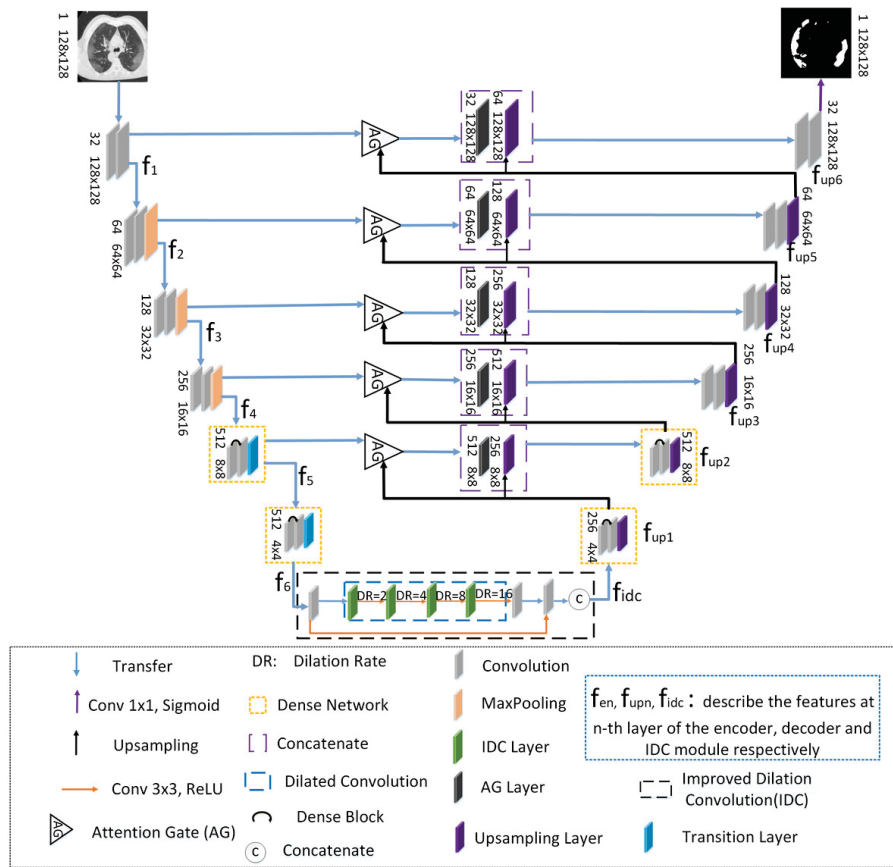 1 128x128
1 128x128
32 128x128
f1
AG
32 128x128
64 128x128
32 128x128
fup6
64 64x64
f2
AG
64 64x64
128 64x64
64 64x64
fup5
128 32x32
f3
AG
128 32x32
256 32x32
128 32x32
fup4
256 16x16
f4
AG
256 16x16
512 16x16
256 16x16
fup3
512 8x8
f5
AG
512 8x8
256 8x8
512 8x8
fup2
512 4x4
f6
256 4x4
fup1
DR=2 DR=4 DR=8 DR=16
C
fidc
Transfer
Conv 1x1, Sigmoid
Upsampling
Conv 3x3, ReLU
AG Attention Gate (AG)
DR: Dilation Rate
Dense Network
Concatenate
Dilated Convolution
Dense Block
C Concatenate
Convolution
MaxPooling
IDC Layer
AG Layer
Upsampling Layer
fen, fupn, fidc : describe the features at
n-th layer of the encoder, decoder and
IDC module respectively
Improved Dilation
Convolution(IDC)
Transition Layer